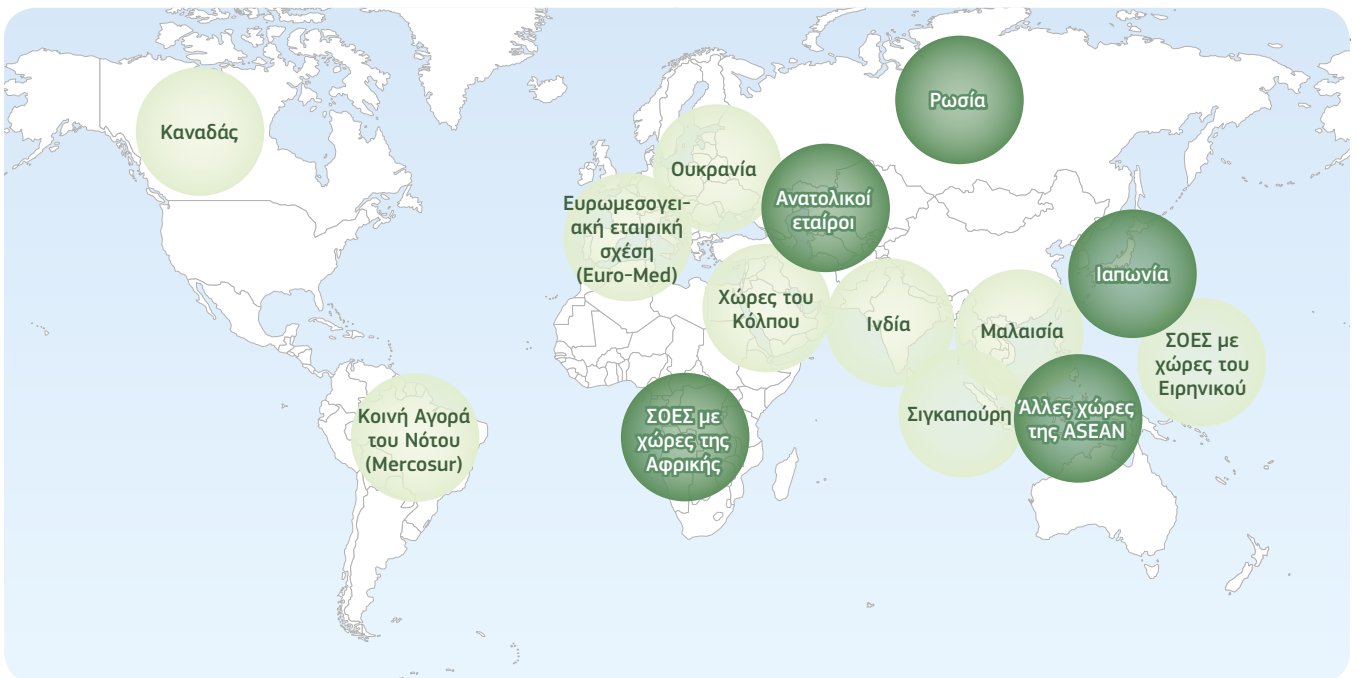 Ρωσία
Καναδάς
Ουκρανία
Ανατολικοί
εταίροι
Ευρωμεσογει-
ακή εταιρική
σχέση
(Euro-Med)
Ιαπωνία
Χώρες του
Κόλπου
Ινδία
Μαλαισία
ΣΟΕΣ με
χώρες του
Ειρηνικού
Κοινή Αγορά
του Νότου
(Mercosur)
ΣΟΕΣ με
χώρες της
Αφρικής
Σιγκαπούρη
Άλλες χώρες
της ASEAN